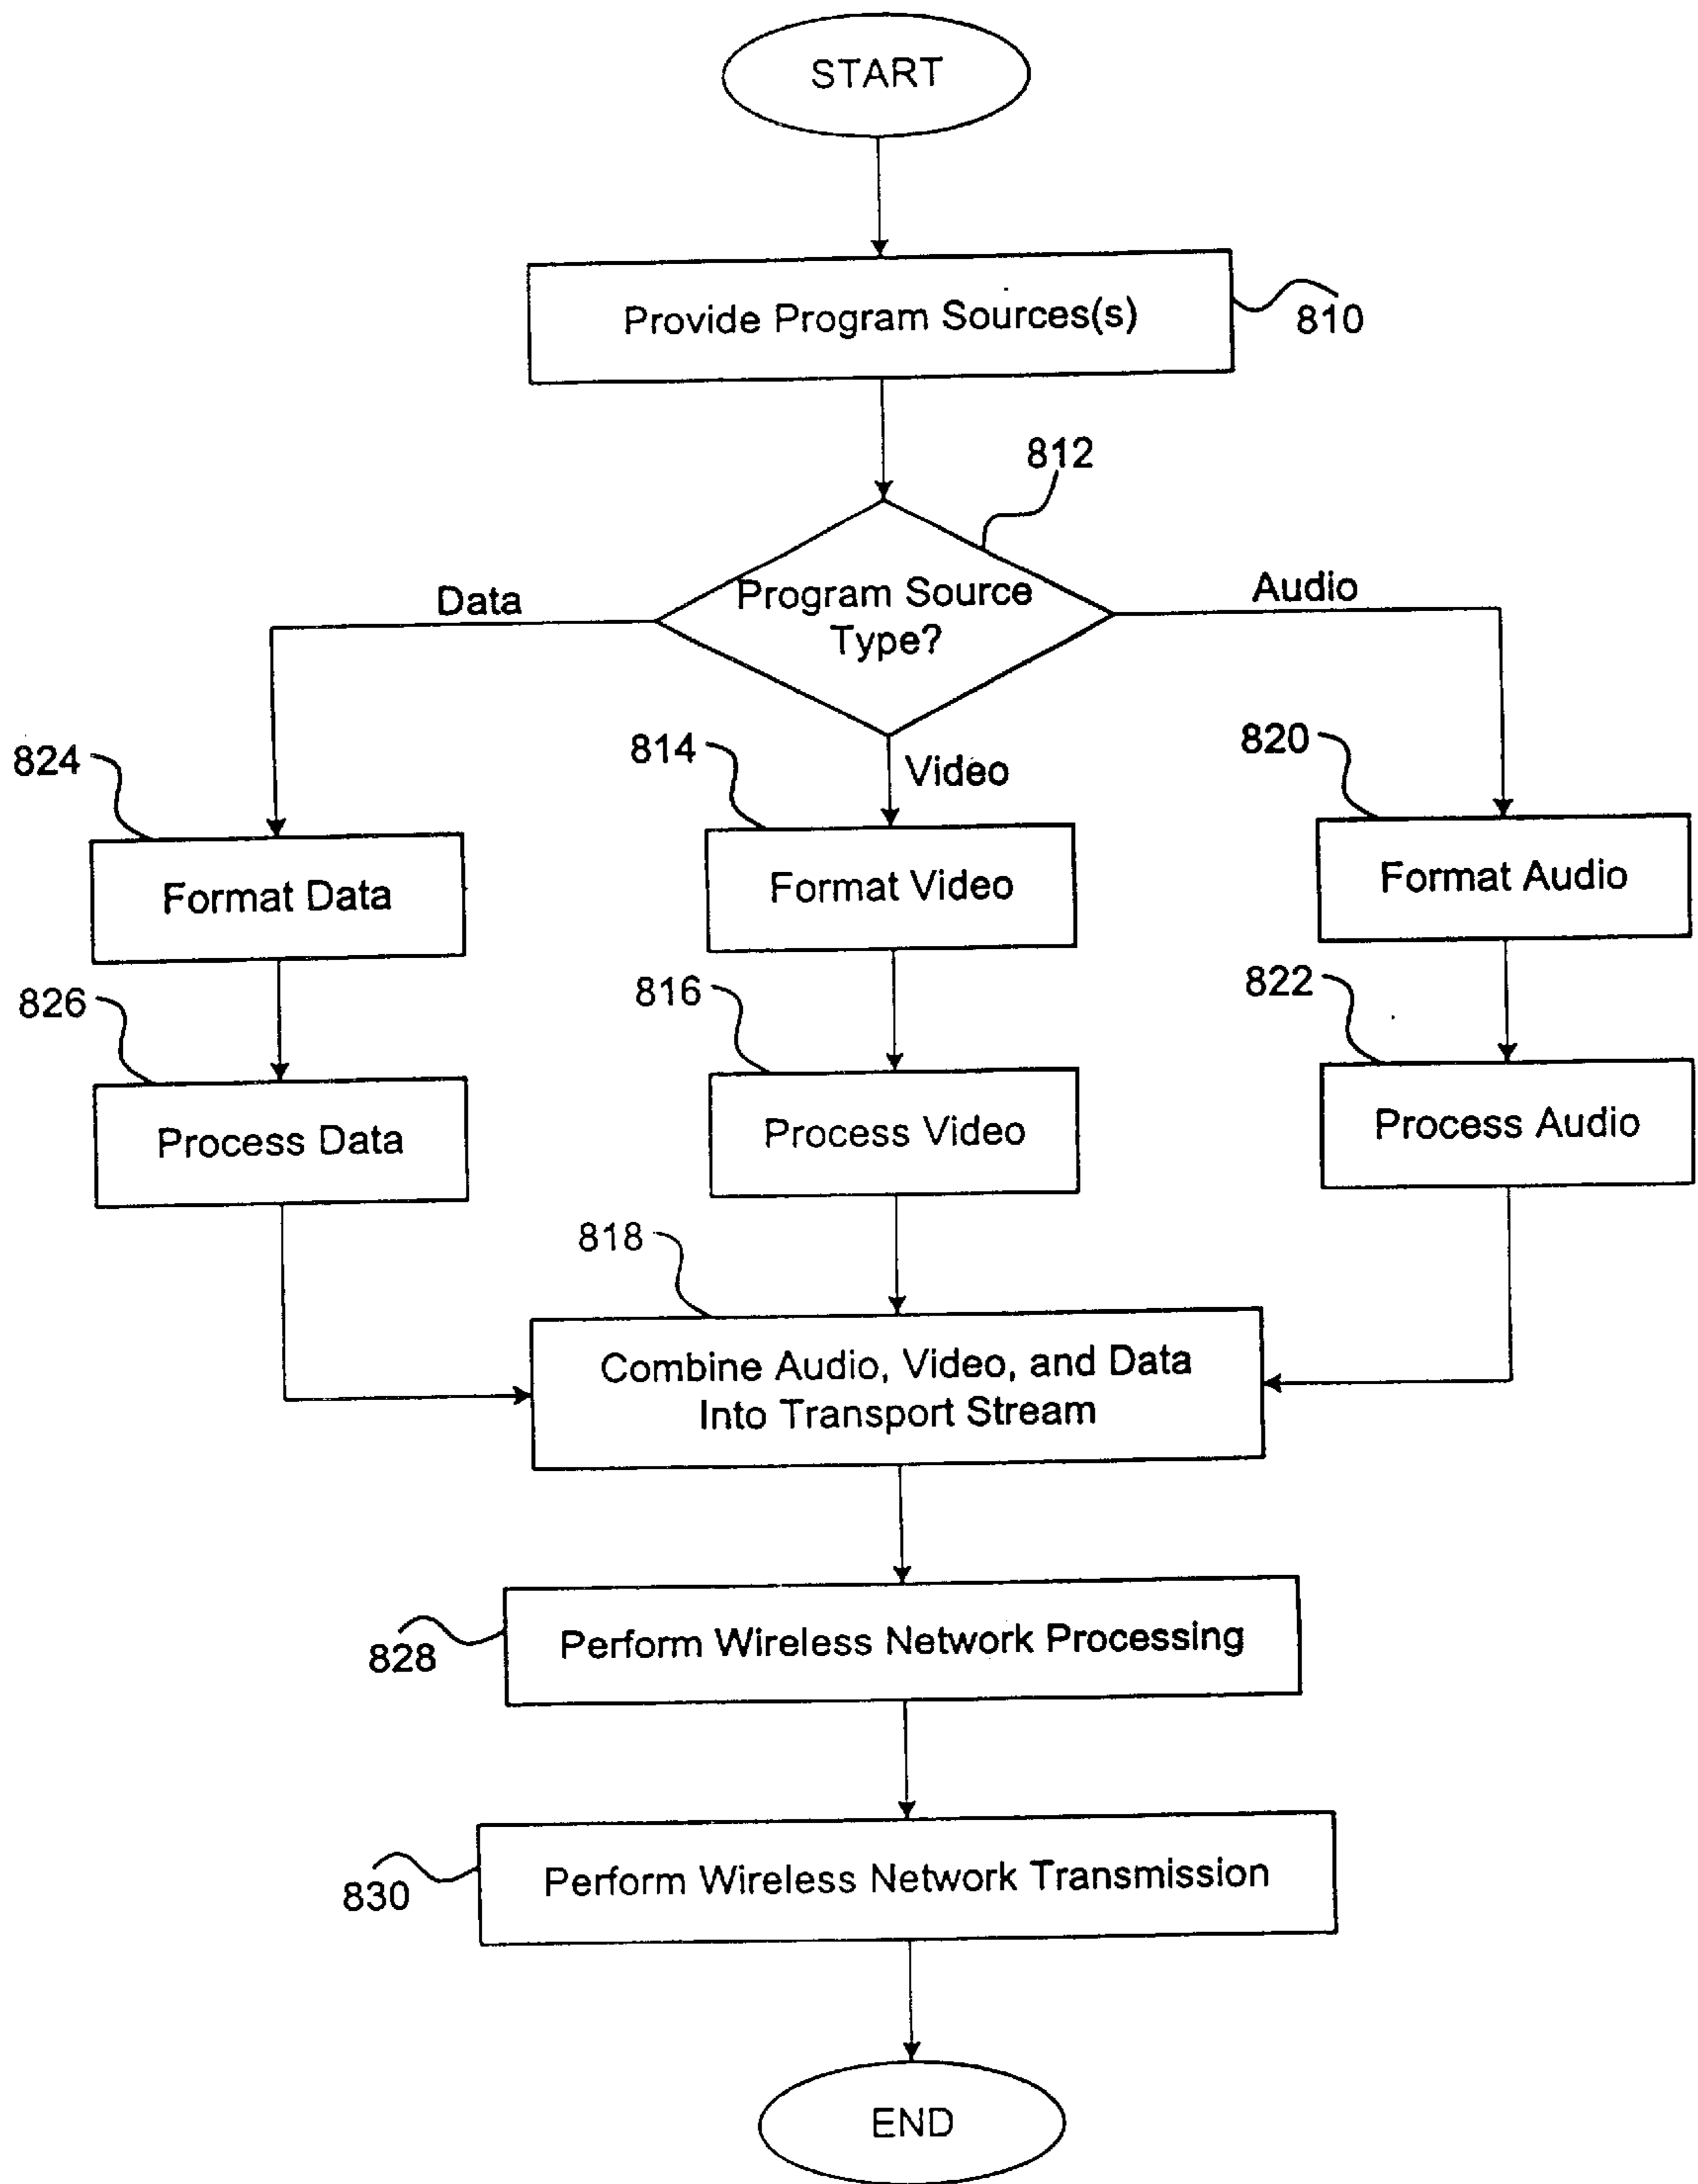 START
Provide Program Sources(s)
810
812
Program Source
Type?
Data
Audio
Video
824
814
820
Format Data
Format Video
Format Audio
826
816
822
Process Data
Process Video
Process Audio
818
Combine Audio, Video, and Data
Into Transport Stream
828
Perform Wireless Network Processing
830
Perform Wireless Network Transmission
END